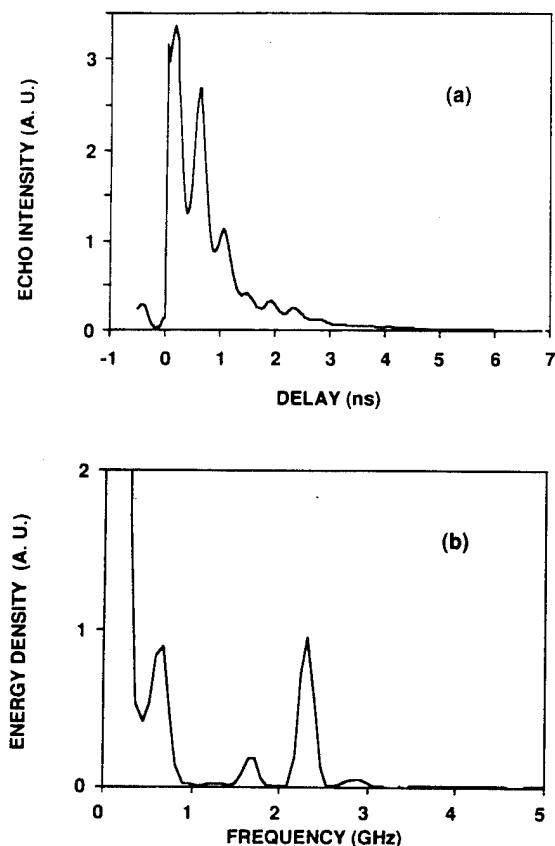 ECHO INTENSITY (A. U.)
3
2
1
0
(a)
-1 0 1 2 3 4 5 6 7
DELAY (ns)
ENERGY DENSITY (A. U.)
2
1
0
(b)
0 1 2 3 4 5
FREQUENCY (GHz)